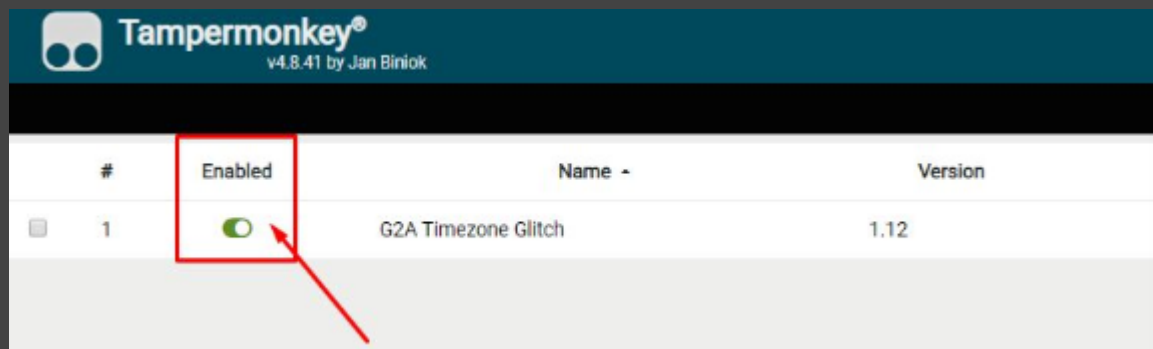 Tampermonkey®
v4.8.41 by Jan Biniok
# Enabled Name Version
1 G2A Timezone Glitch 1.12